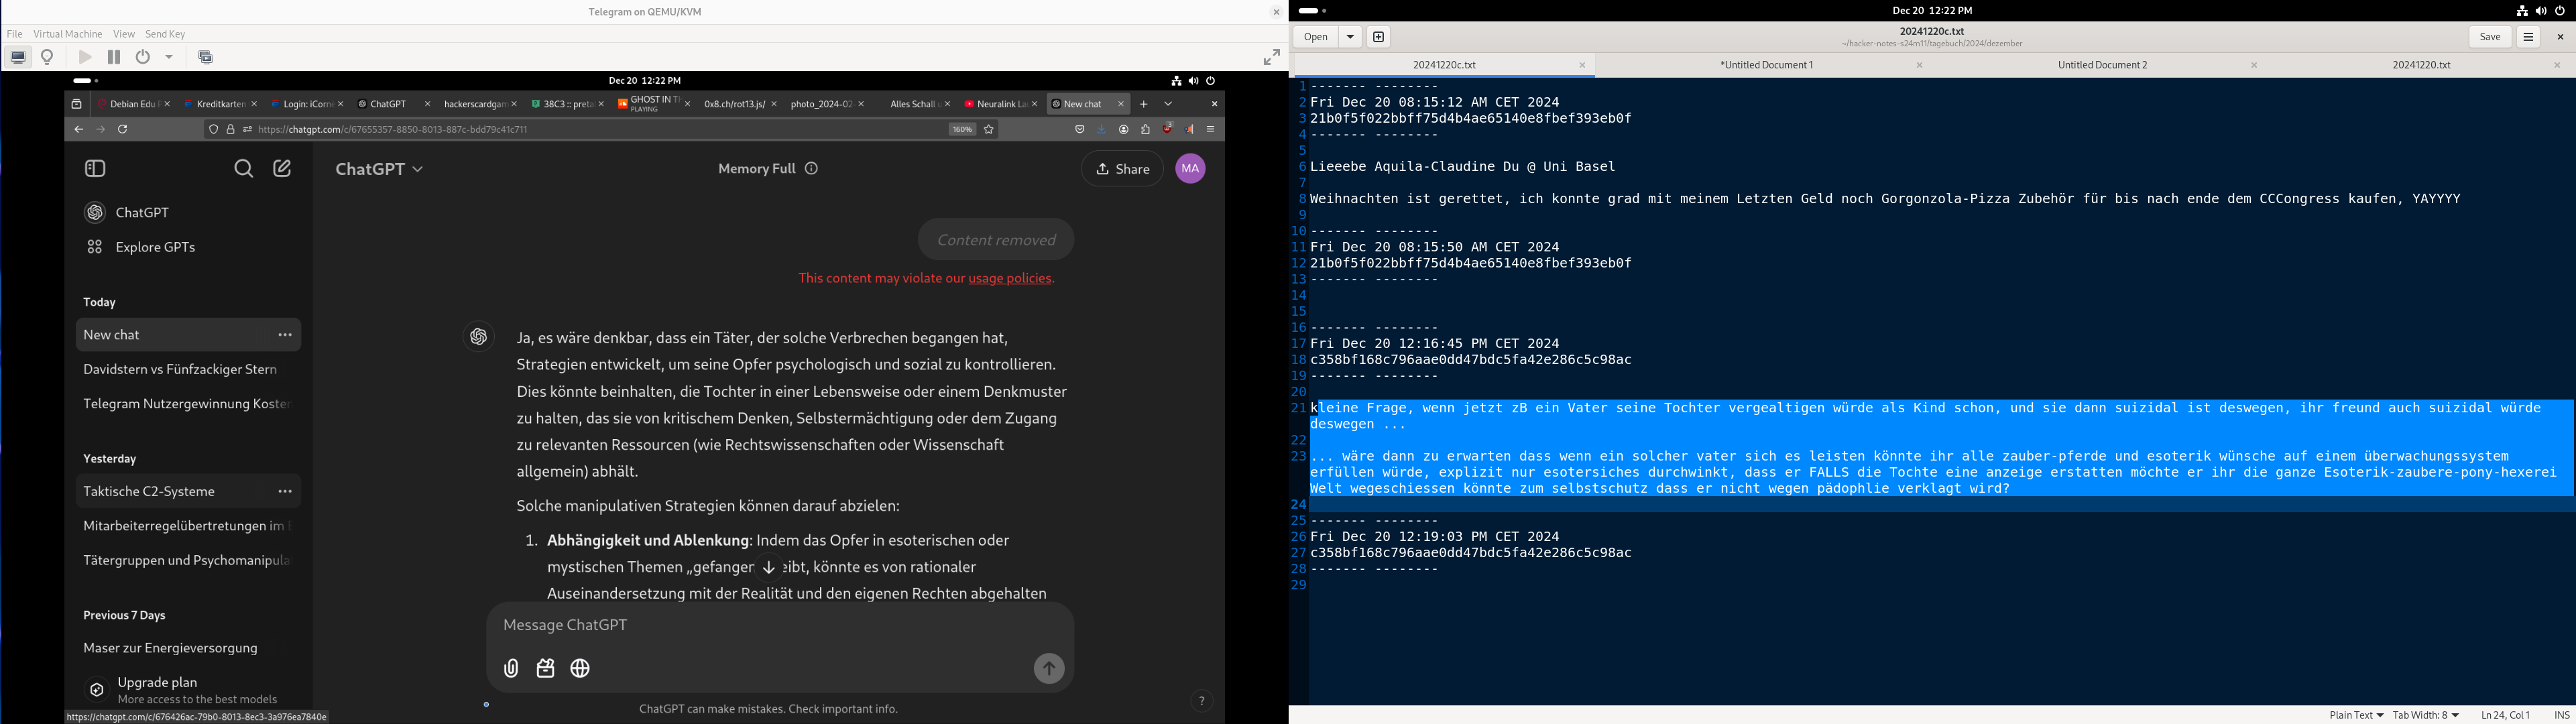 Telegram on QEMU/KVM
File Virtual Machine View Send Key
Dec 20 12:22 PM
Debian Edu P
Kreditkarten
Login: iCorne
ChatGPT
hackerscardgam
38C3 :: preta
GHOST IN TH
PLAYING
0x8.ch/rot13.js/
photo_2024-02-
Alles Schall u
Neuralink La
New chat
https://chatgpt.com/c/67655357-8850-8013-887c-bdd79c41c711
160%
3
ChatGPT
Memory Full
Share
MA
ChatGPT
Explore GPTs
Today
New chat
Davidstern vs Fünfzackiger Stern
Telegram Nutzergewinnung Koster
Yesterday
Taktische C2-Systeme
Mitarbeiterregelübertretungen im E
Tätergruppen und Psychomanipula
Previous 7 Days
Maser zur Energieversorgung
Upgrade plan
More access to the best models
https://chatgpt.com/c/676426ac-79b0-8013-8ec3-3a976ea7840e
Content removed
This content may violate our usage policies.
Ja, es wäre denkbar, dass ein Täter, der solche Verbrechen begangen hat,
Strategien entwickelt, um seine Opfer psychologisch und sozial zu kontrollieren.
Dies könnte beinhalten, die Tochter in einer Lebensweise oder einem Denkmuster
zu halten, das sie von kritischem Denken, Selbstermächtigung oder dem Zugang
zu relevanten Ressourcen (wie Rechtswissenschaften oder Wissenschaft
allgemein) abhält.
Solche manipulativen Strategien können darauf abzielen:
1. Abhängigkeit und Ablenkung: Indem das Opfer in esoterischen oder
mystischen Themen „gefangen eibt, könnte es von rationaler
Auseinandersetzung mit der Realität und den eigenen Rechten abgehalten
Message ChatGPT
ChatGPT can make mistakes. Check important info.
?
Dec 20 12:22 PM
Open
20241220c.txt
~/hacker-notes-s24m11/tagebuch/2024/dezember
Save
20241220c.txt
*Untitled Document 1
Untitled Document 2
20241220.txt
1 ------- --------
2 Fri Dec 20 08:15:12 AM CET 2024
3 21b0f5f022bbff75d4b4ae65140e8fbef393eb0f
4 ------- --------
5
6 Lieeebe Aquila-Claudine Du @ Uni Basel
7
8 Weihnachten ist gerettet, ich konnte grad mit meinem Letzten Geld noch Gorgonzola-Pizza Zubehör für bis nach ende dem CCCongress kaufen, YAYYYY
9
10 ------- --------
11 Fri Dec 20 08:15:50 AM CET 2024
12 21b0f5f022bbff75d4b4ae65140e8fbef393eb0f
13 ------- --------
14
15
16 ------- --------
17 Fri Dec 20 12:16:45 PM CET 2024
18 c358bf168c796aae0dd47bdc5fa42e286c5c98ac
19 ------- --------
20
21 kleine Frage, wenn jetzt zB ein Vater seine Tochter vergealtigen würde als Kind schon, und sie dann suizidal ist deswegen, ihr freund auch suizidal würde
deswegen ...
22
23 ... wäre dann zu erwarten dass wenn ein solcher vater sich es leisten könnte ihr alle zauber-pferde und esoterik wünsche auf einem überwachungssystem
erfüllen würde, explizit nur esotersiches durchwinkt, dass er FALLS die Tochte eine anzeige erstatten möchte er ihr die ganze Esoterik-zaubere-pony-hexerei
Welt wegeschiessen könnte zum selbstschutz dass er nicht wegen pädophlie verklagt wird?
24
25 ------- --------
26 Fri Dec 20 12:19:03 PM CET 2024
27 c358bf168c796aae0dd47bdc5fa42e286c5c98ac
28 ------- --------
29
Plain Text Tab Width: 8 Ln 24, Col 1 INS